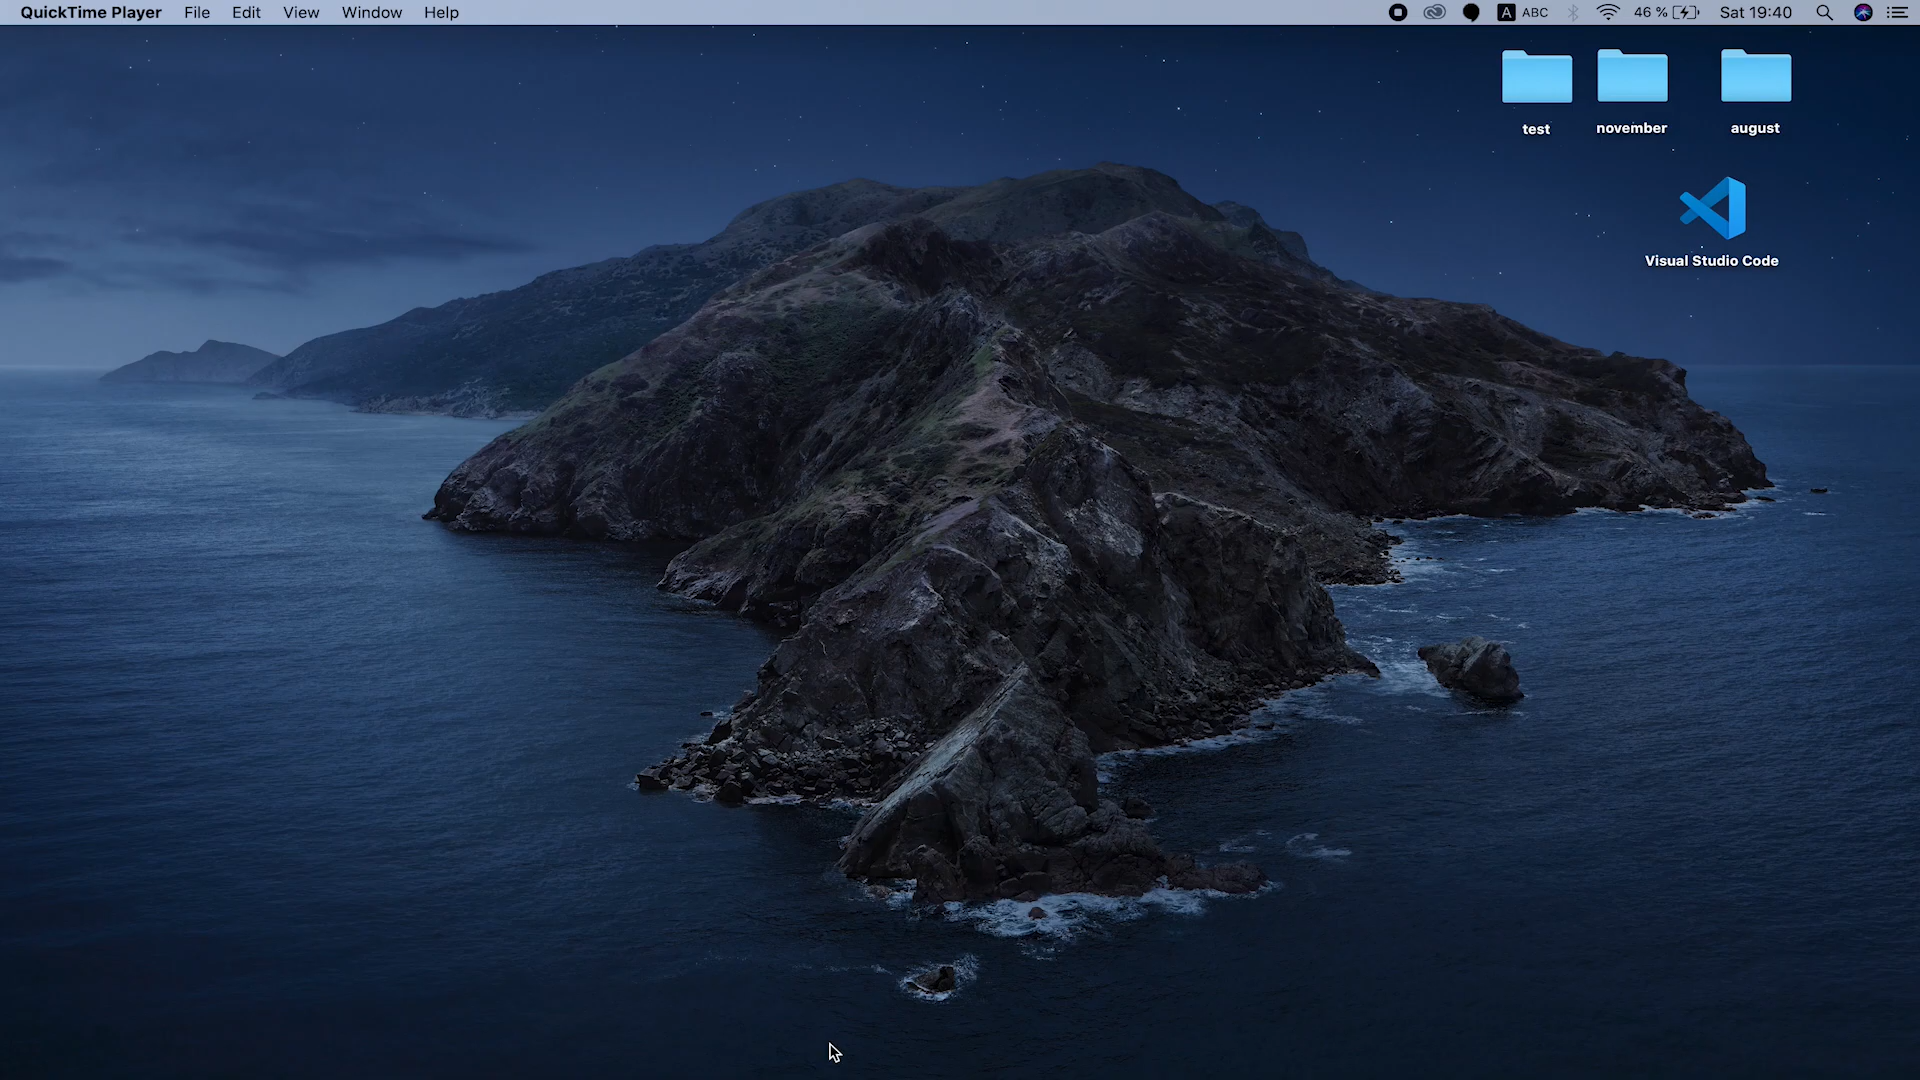 QuickTime Player File Edit View Window Help A ABC 46 % Sat 19:40
test november august
Visual Studio Code